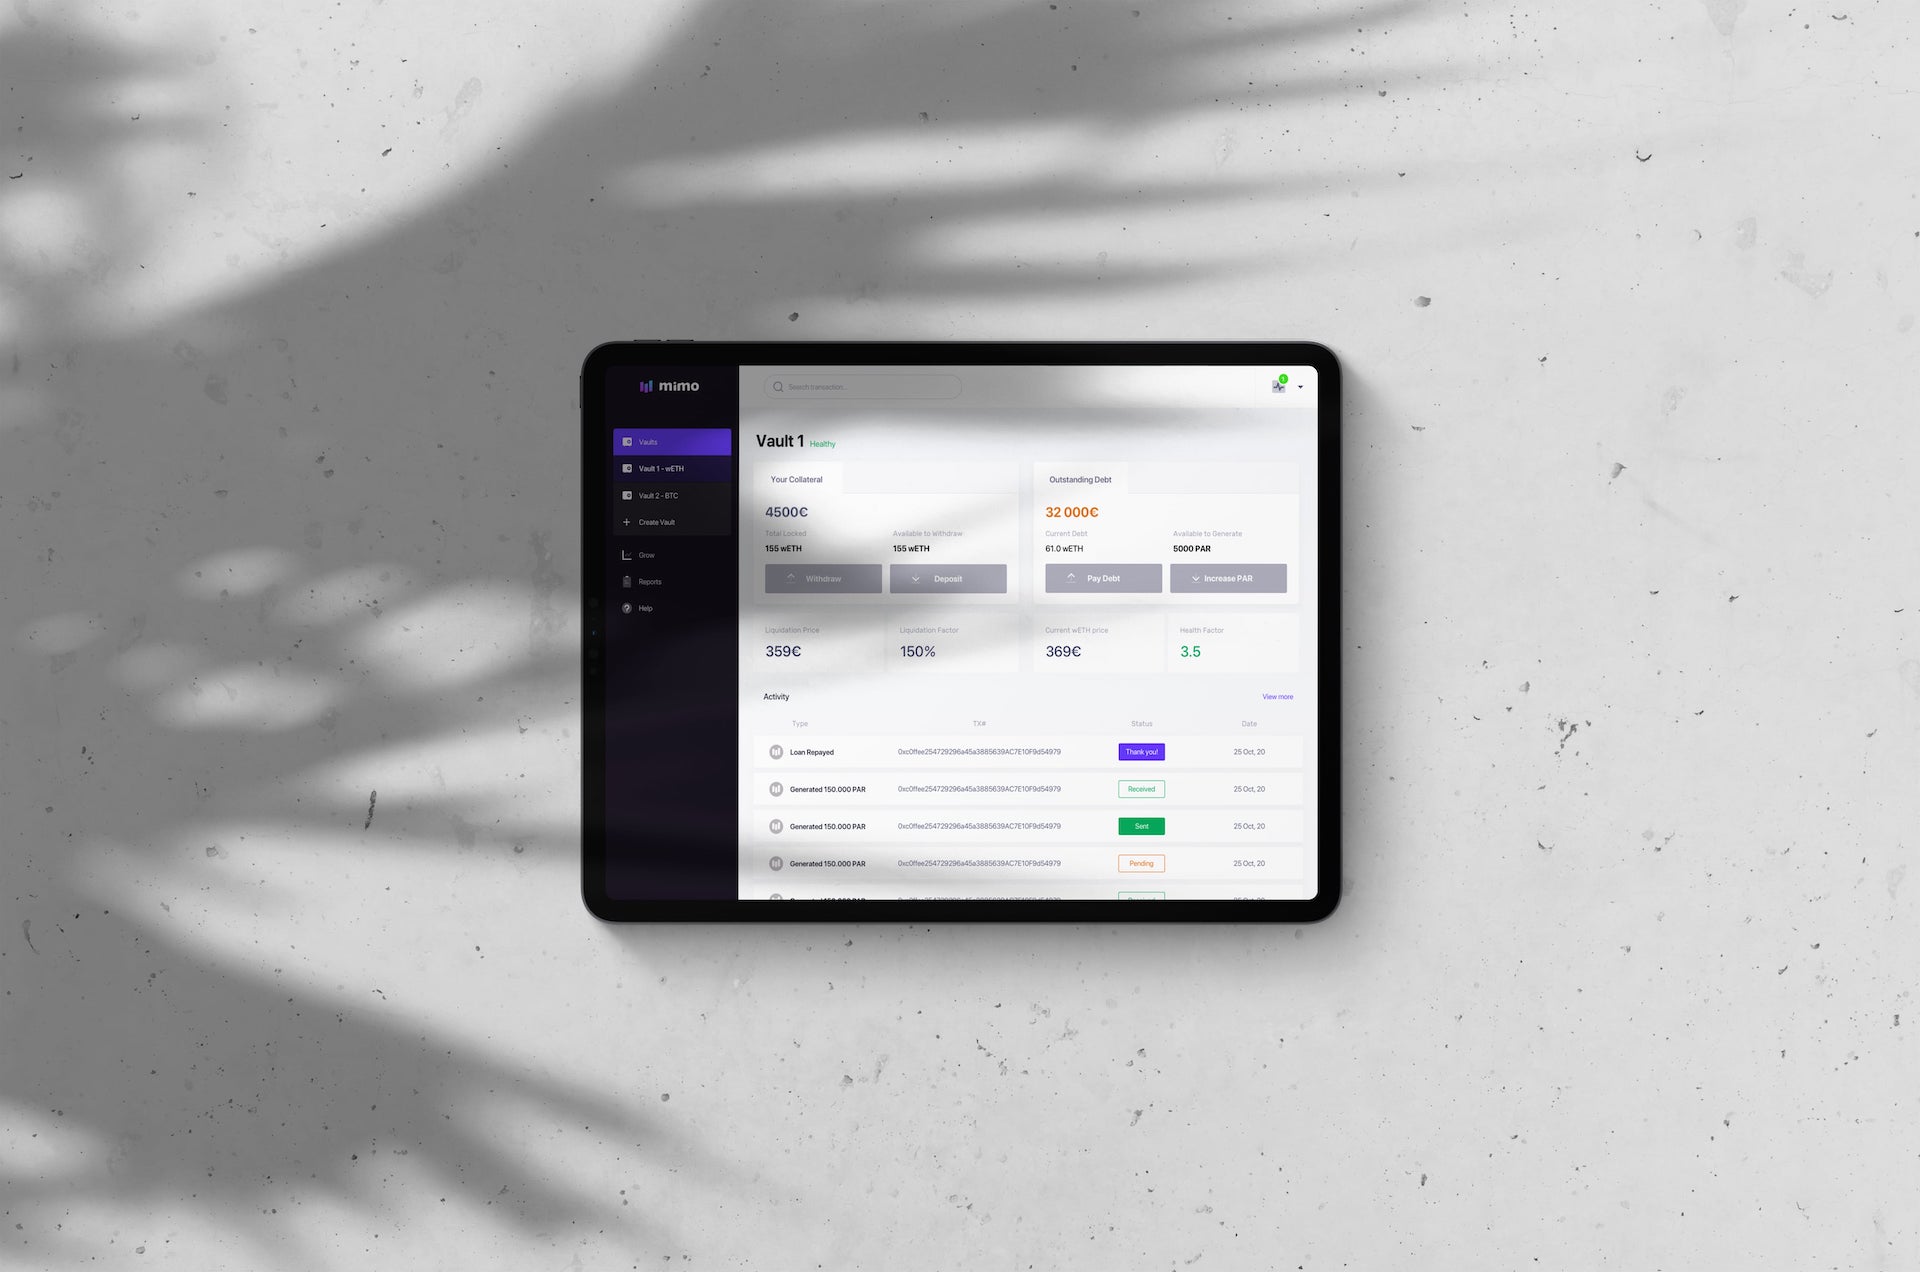 mimo
Search transaction...
1
Vaults
Vault 1 - wETH
Vault 2 - BTC
Create Vault
Grow
Reports
Help
Vault 1 Healthy
Your Collateral
4500€
Total Locked
Available to Withdraw
155 wETH
155 wETH
Withdraw
Deposit
Outstanding Debt
32 000€
Current Debt
Available to Generate
61.0 wETH
5000 PAR
Pay Debt
Increase PAR
Liquidation Price
359€
Liquidation Factor
150%
Current wETH price
369€
Health Factor
3.5
Activity
View more
Type TX# Status Date
Loan Repayed 0xc0ffee254729296a45a3885639AC7E10F9d54979 Thank you! 25 Oct, 20
Generated 150.000 PAR 0xc0ffee254729296a45a3885639AC7E10F9d54979 Received 25 Oct, 20
Generated 150.000 PAR 0xc0ffee254729296a45a3885639AC7E10F9d54979 Sent 25 Oct, 20
Generated 150.000 PAR 0xc0ffee254729296a45a3885639AC7E10F9d54979 Pending 25 Oct, 20